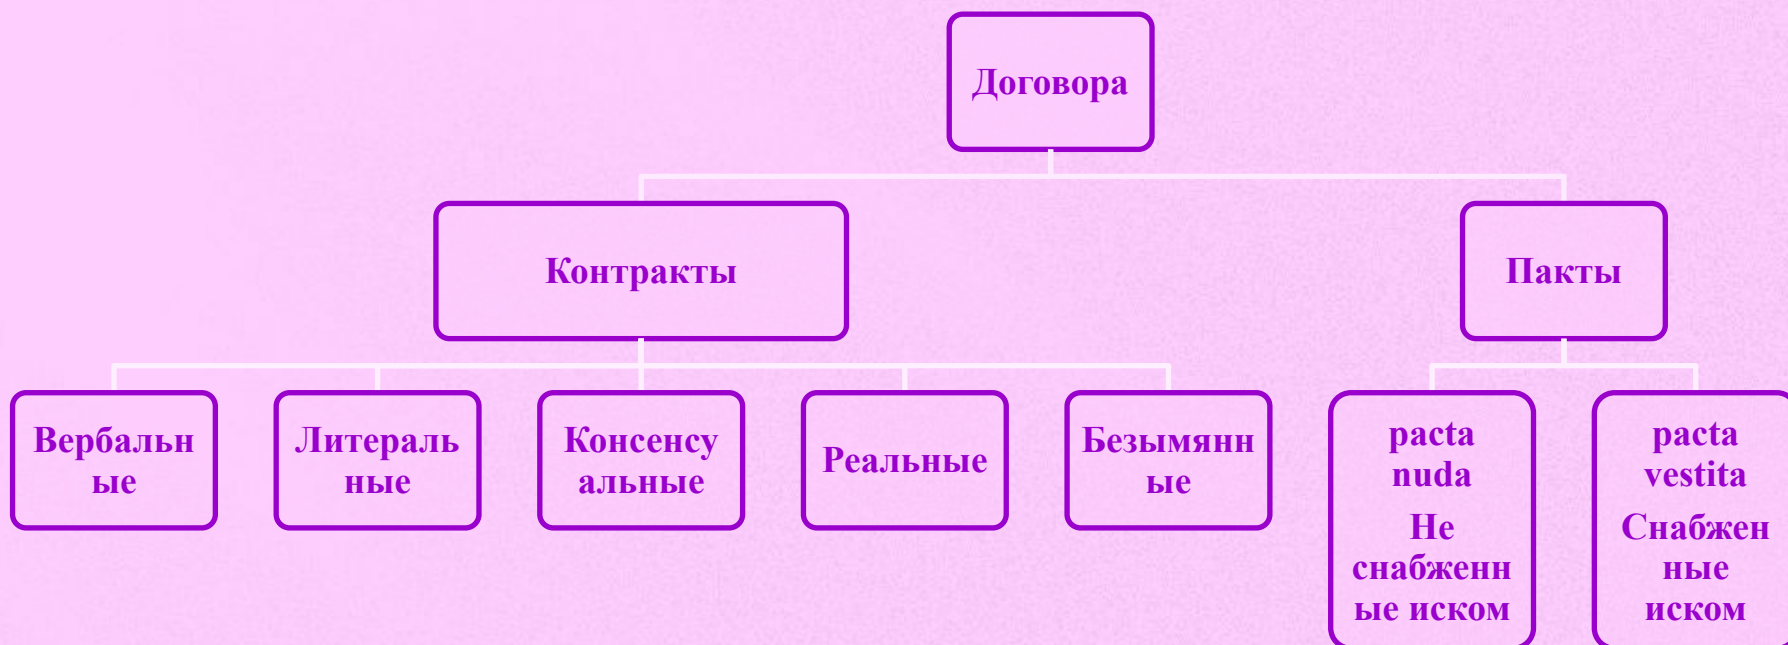 Договора
Контракты
Пакты
Вербальн
ые
Литераль
ные
Консенсу
альные
Реальные
Безымянн
ые
pacta
nuda
Не
снабженн
ые иском
pacta
vestita
Снабжен
ные
иском